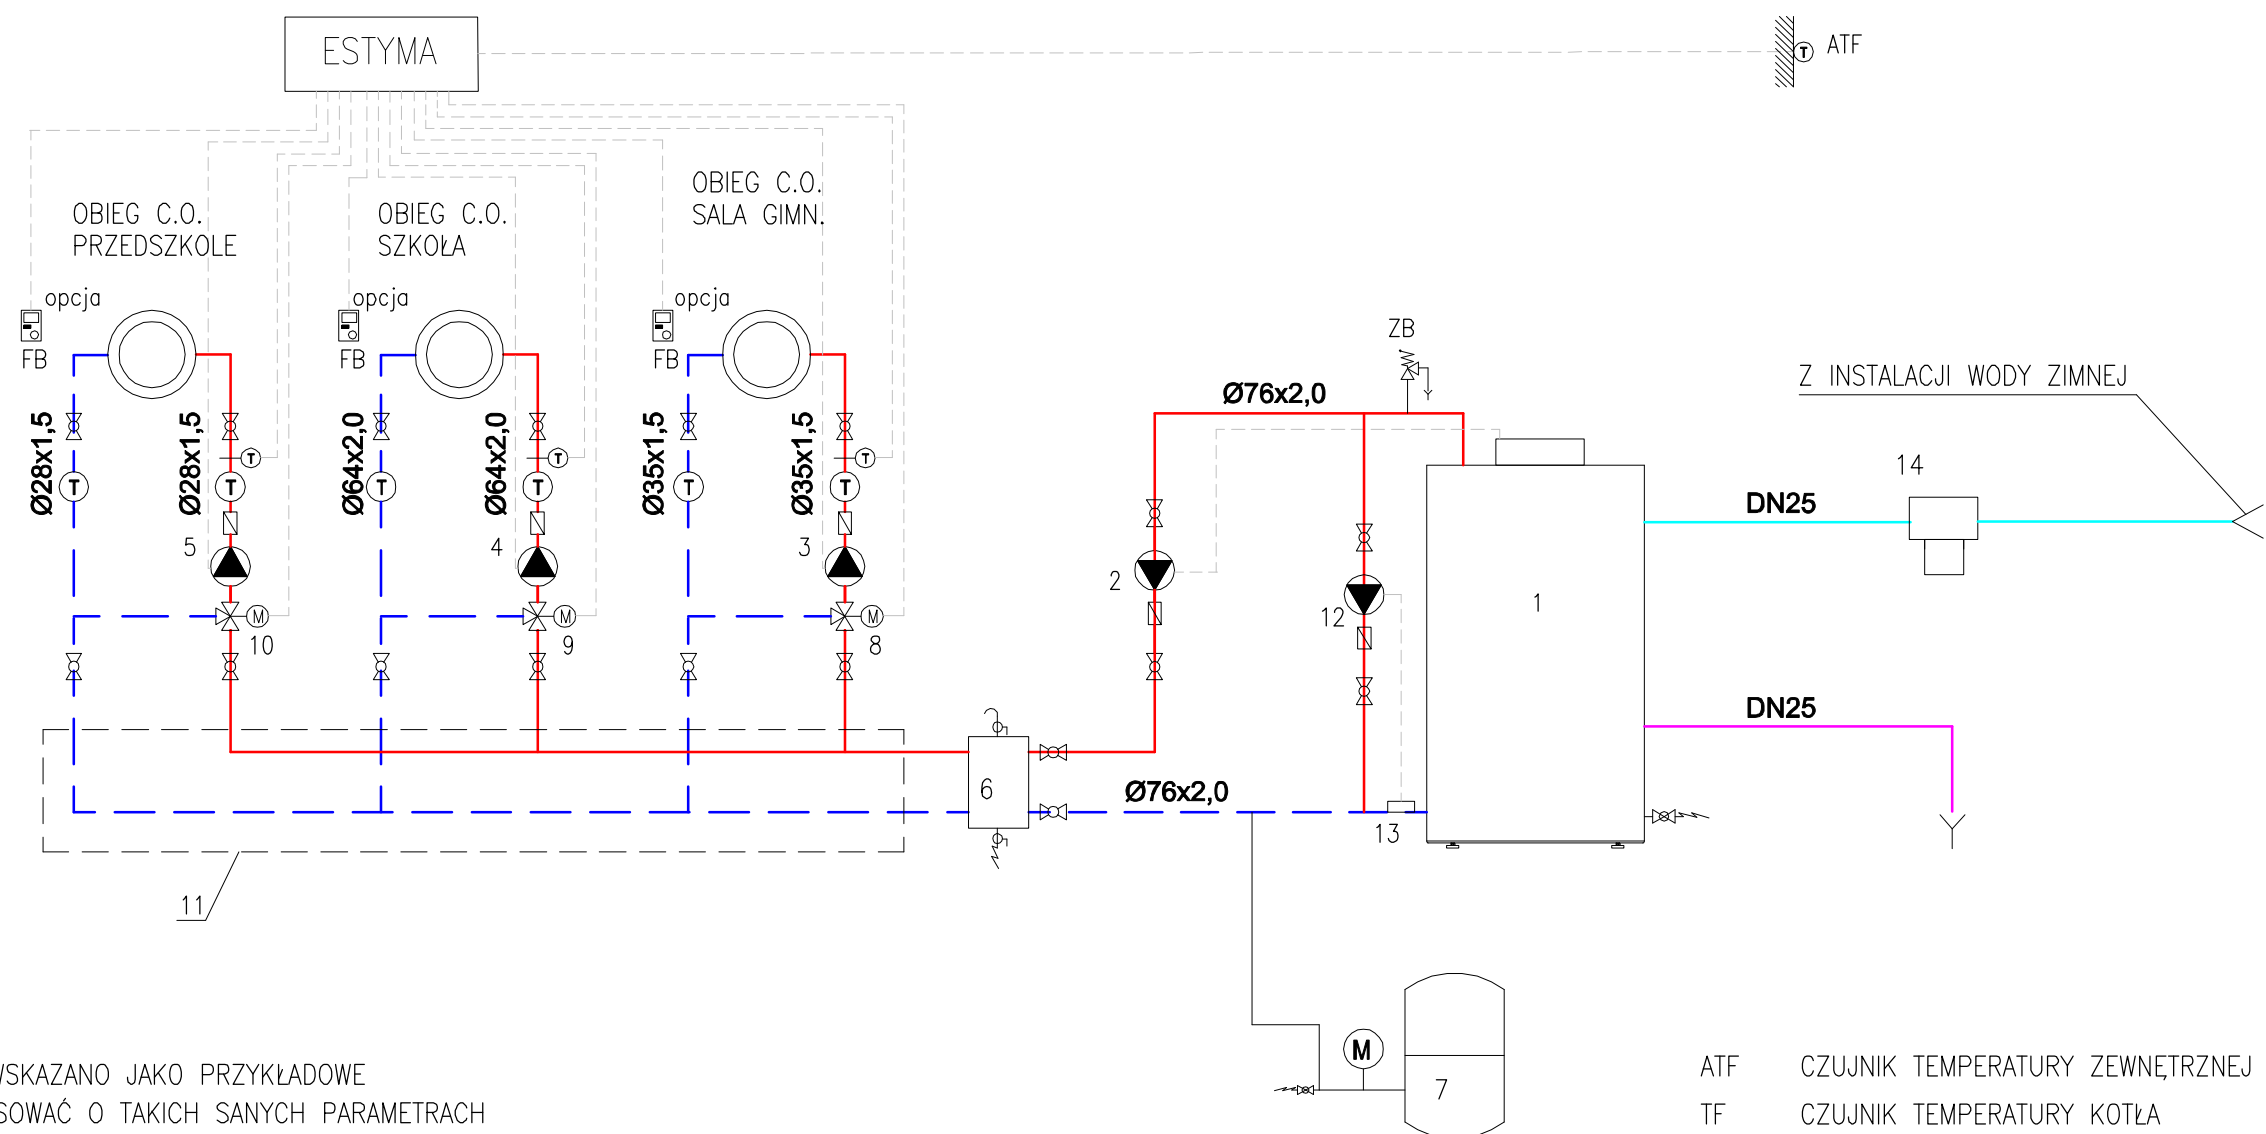 ESTYMA
T
ATF
OBIEG C.O.
PRZEDSZKOLE
OBIEG C.O.
SZKOŁA
OBIEG C.O.
SALA GIMN.
opcja
FB
opcja
FB
opcja
FB
Ø28x1,5
Ø28x1,5
Ø64x2,0
Ø64x2,0
Ø35x1,5
Ø35x1,5
T
T
T
T
T
T
T
T
T
5
4
3
M
M
M
10
9
8
ZB
Ø76x2,0
2
12
1
Z INSTALACJI WODY ZIMNEJ
14
DN25
DN25
6
Ø76x2,0
13
11
M
7
WSKAZANO JAKO PRZYKŁADOWE
SOWAĆ O TAKICH SANYCH PARAMETRACH
ATF CZUJNIK TEMPERATURY ZEWNĘTRZNEJ
TF CZUJNIK TEMPERATURY KOTŁA